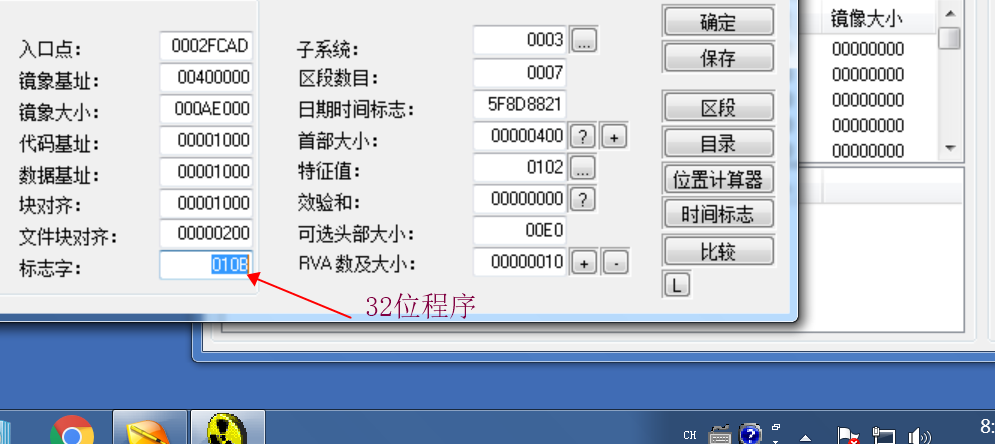 入口点: 0002FCAD
镜象基址: 00400000
镜象大小: 000AE000
代码基址: 00001000
数据基址: 00001000
块对齐: 00001000
文件块对齐: 00000200
标志字: 010B
子系统: 0003 ...
区段数目: 0007
日期时间标志: 5F8D8821
首部大小: 00000400 ? +
特征值: 0102 ...
效验和: 00000000 ?
可选头部大小: 00E0
RVA 数及大小: 00000010 + -
确定
保存
区段
目录
位置计算器
时间标志
比较
L
镜像大小
00000000
00000000
00000000
00000000
00000000
32位程序
CH
?
8: